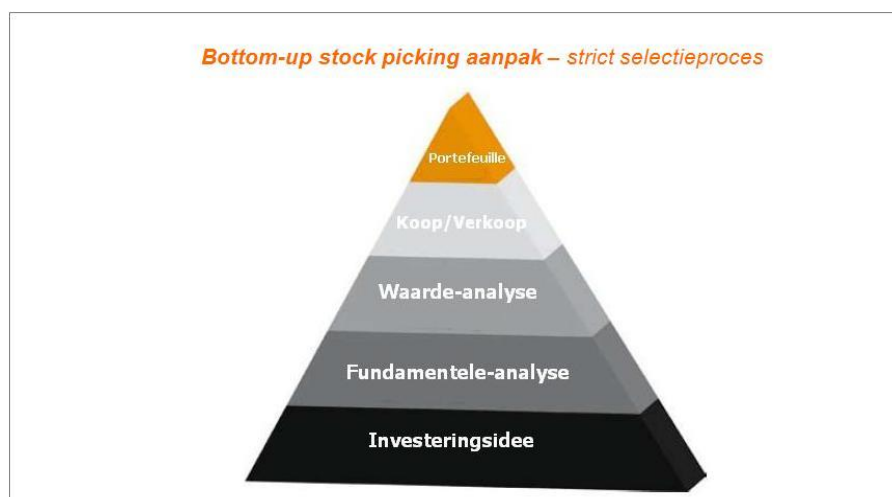 Bottom-up stock picking aanpak – strict selectieproces
Portefeuille
Koop/Verkoop
Waarde-analyse
Fundamentele-analyse
Investeringsidee